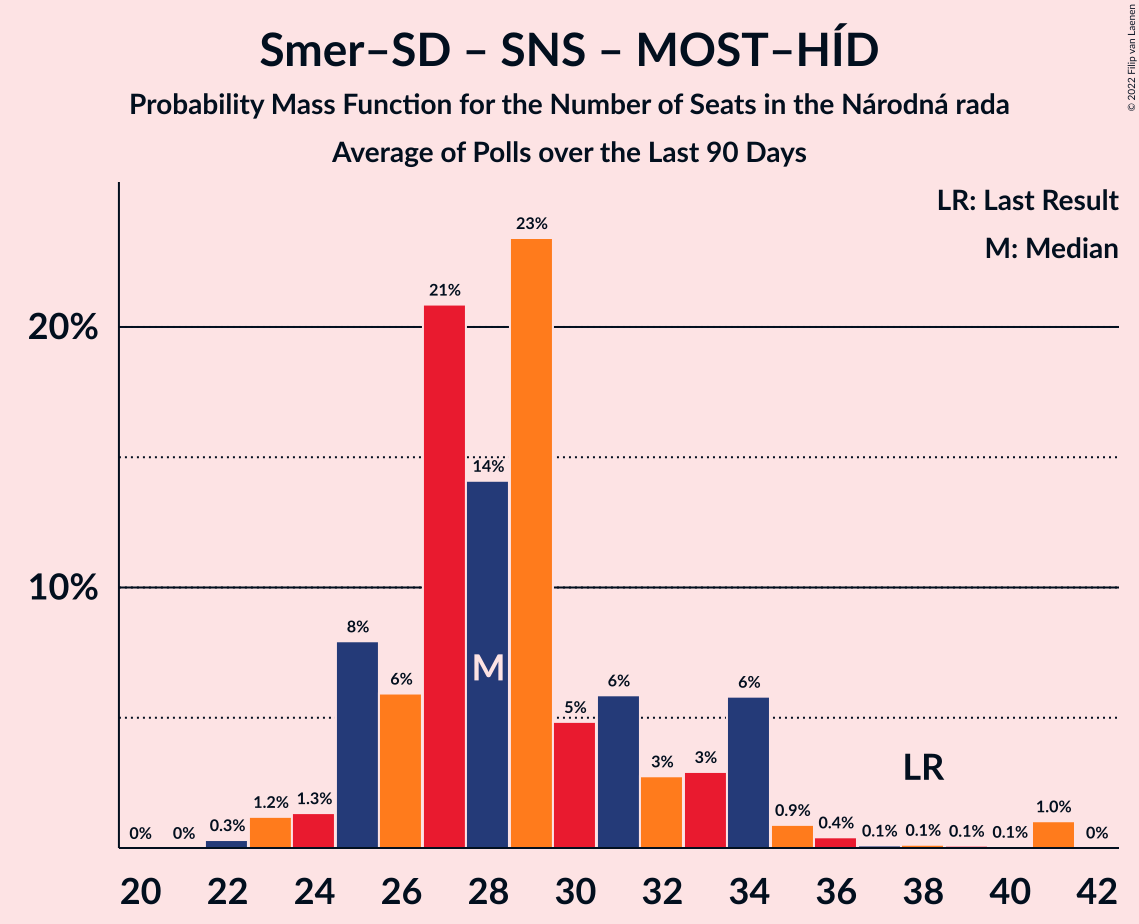 © 2022 Filip van Laenen
Smer–SD – SNS – MOST–HÍD
Probability Mass Function for the Number of Seats in the Národná rada
Average of Polls over the Last 90 Days
LR: Last Result
M: Median
20%
10%
0% 0% 0.3% 1.2% 1.3% 8% 6% 21% 14% 23% 5% 6% 3% 3% 6% 0.9% 0.4% 0.1% 0.1% 0.1% 0.1% 1.0% 0%
M
LR
20 22 24 26 28 30 32 34 36 38 40 42